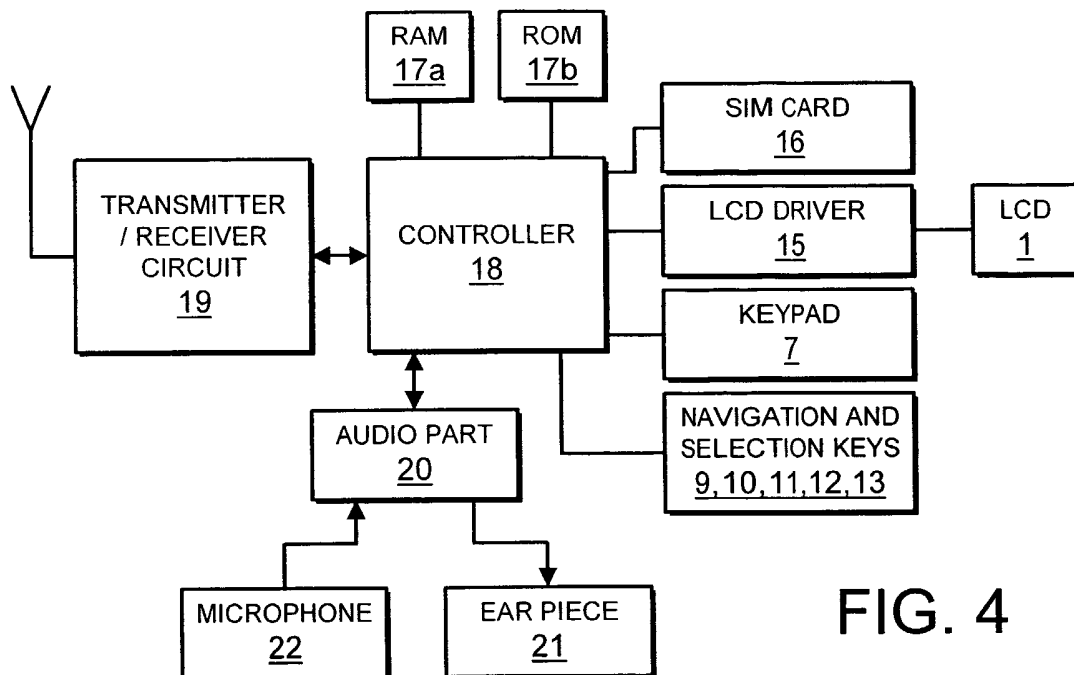 RAM
17a
ROM
17b
SIM CARD
16
TRANSMITTER
/ RECEIVER
CIRCUIT
19
CONTROLLER
18
LCD DRIVER
15
LCD
1
KEYPAD
7
AUDIO PART
20
NAVIGATION AND
SELECTION KEYS
9,10,11,12,13
MICROPHONE
22
EAR PIECE
21
FIG. 4